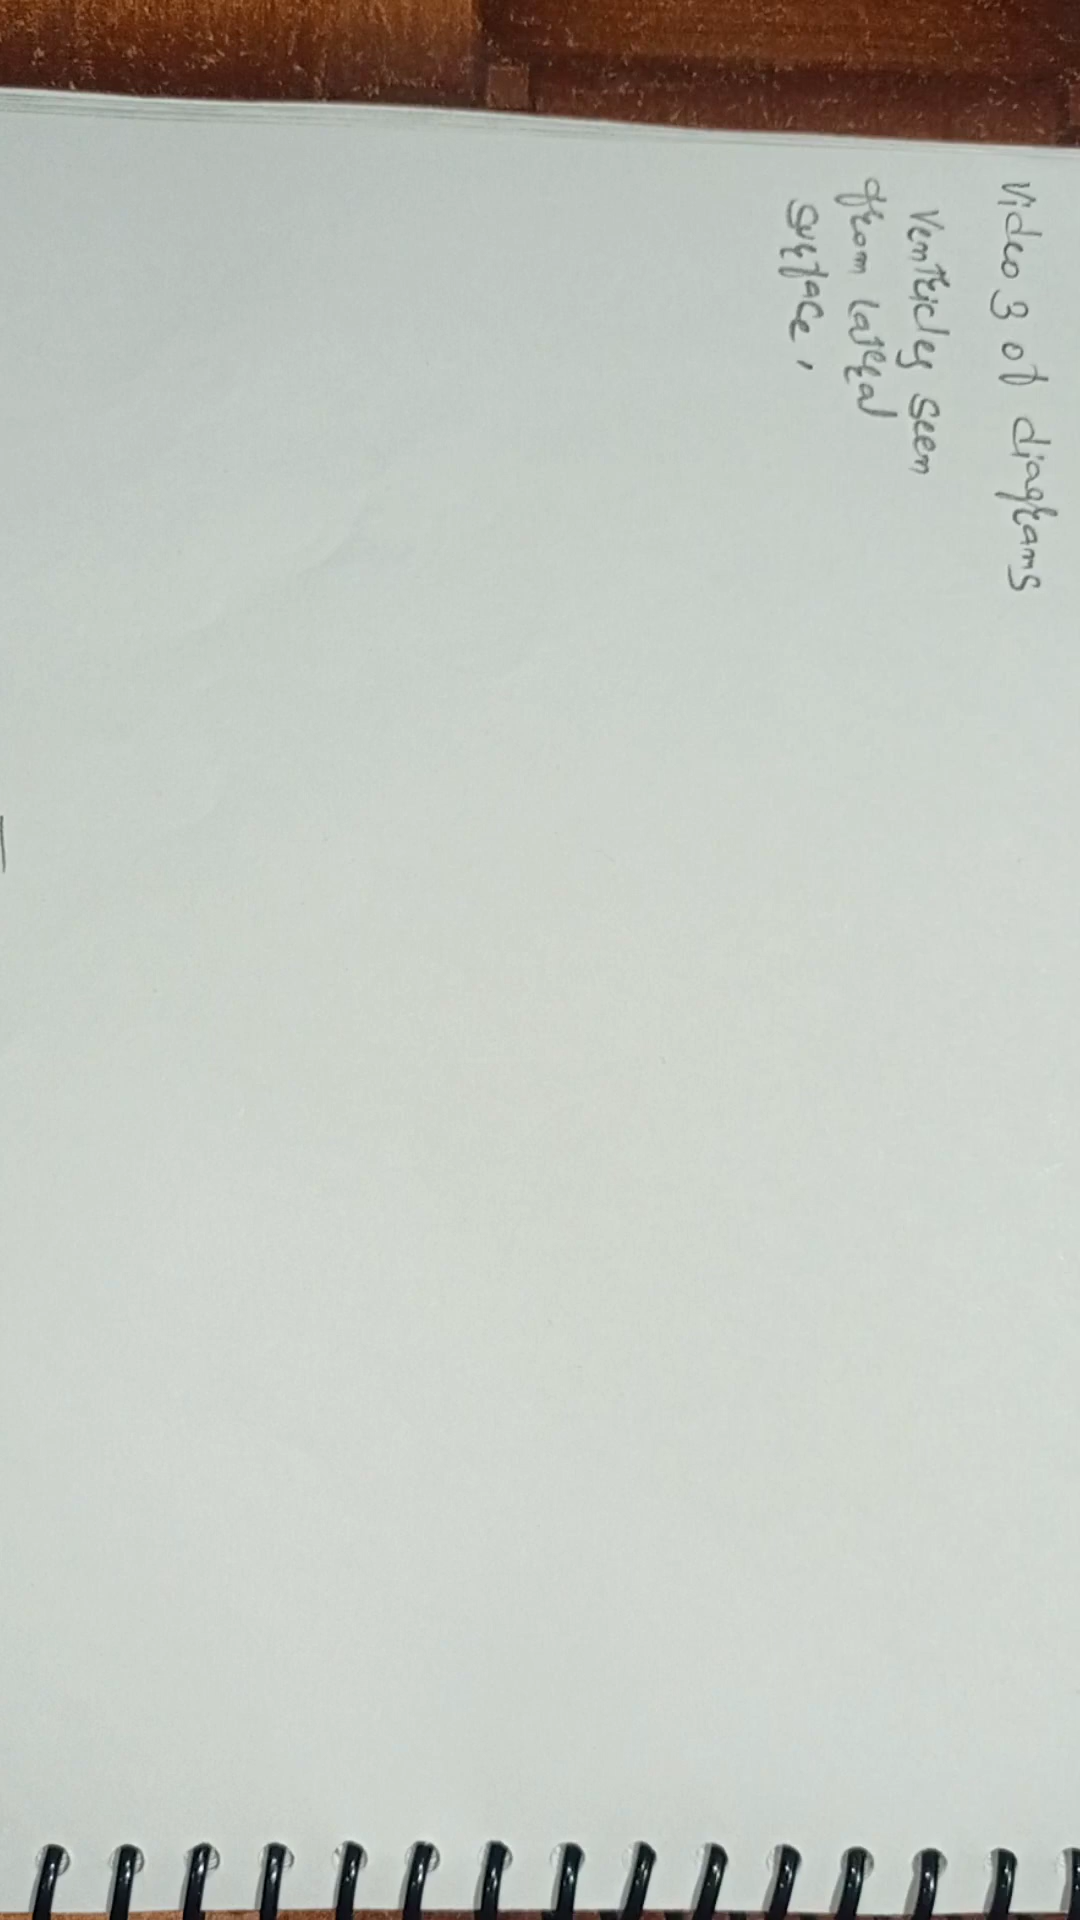 Video 3 of diagrams
Ventricles seen
from lateral
surface,